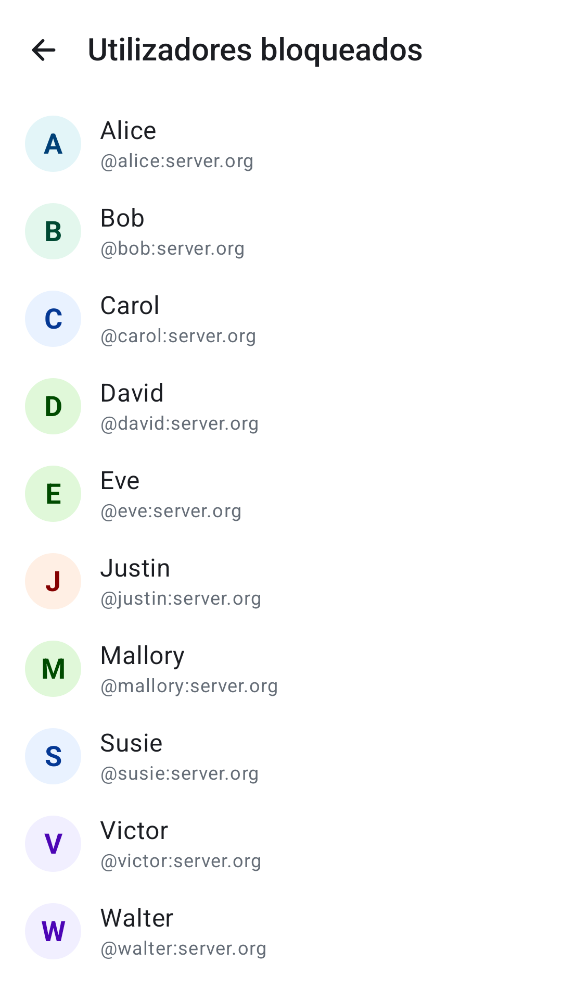 Utilizadores bloqueados
A
Alice
@alice:server.org
B
Bob
@bob:server.org
C
Carol
@carol:server.org
D
David
@david:server.org
E
Eve
@eve:server.org
J
Justin
@justin:server.org
M
Mallory
@mallory:server.org
S
Susie
@susie:server.org
V
Victor
@victor:server.org
W
Walter
@walter:server.org